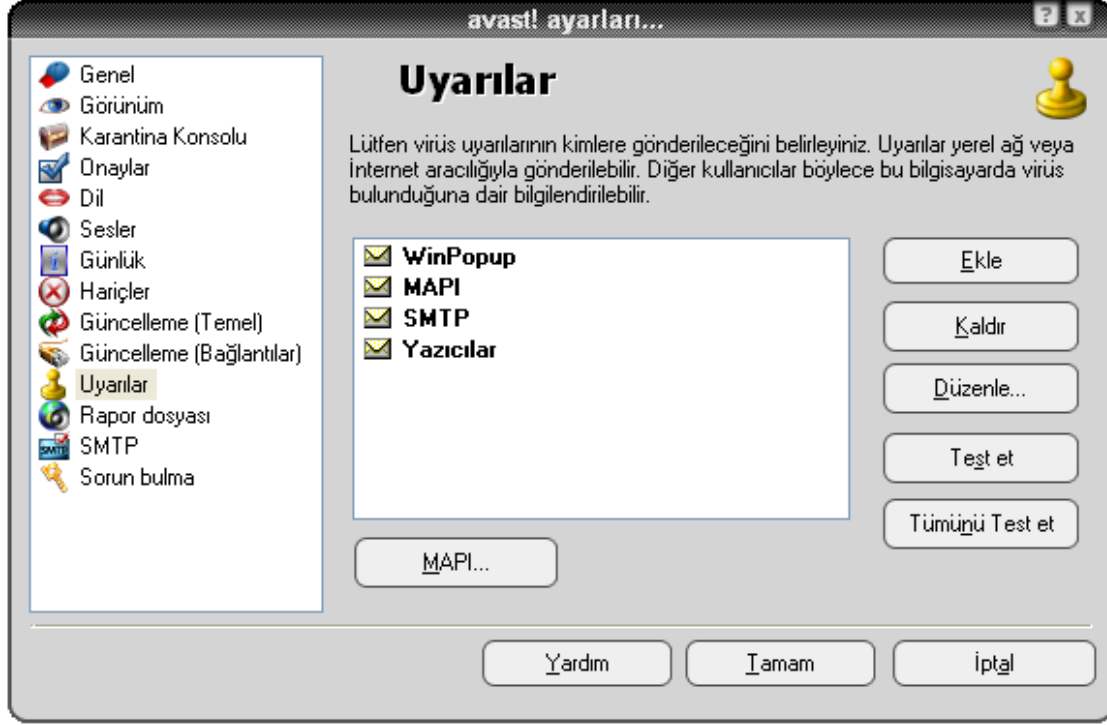 avast! ayarları...
Genel
Görünüm
Karantina Konsolu
Onaylar
Dil
Sesler
Günlük
Hariçler
Güncelleme (Temel)
Güncelleme (Bağlantılar)
Uyarılar
Rapor dosyası
SMTP
Sorun bulma
Uyarılar
Lütfen virüs uyarılarının kimlere gönderileceğini belirleyiniz. Uyarılar yerel ağ veya
İnternet aracılığıyla gönderilebilir. Diğer kullanıcılar böylece bu bilgisayarda virüs
bulunduğuna dair bilgilendirilebilir.
WinPopup
MAPI
SMTP
Yazıcılar
Ekle
Kaldır
Düzenle...
Test et
Tümünü Test et
MAPI...
Yardım
Tamam
İptal